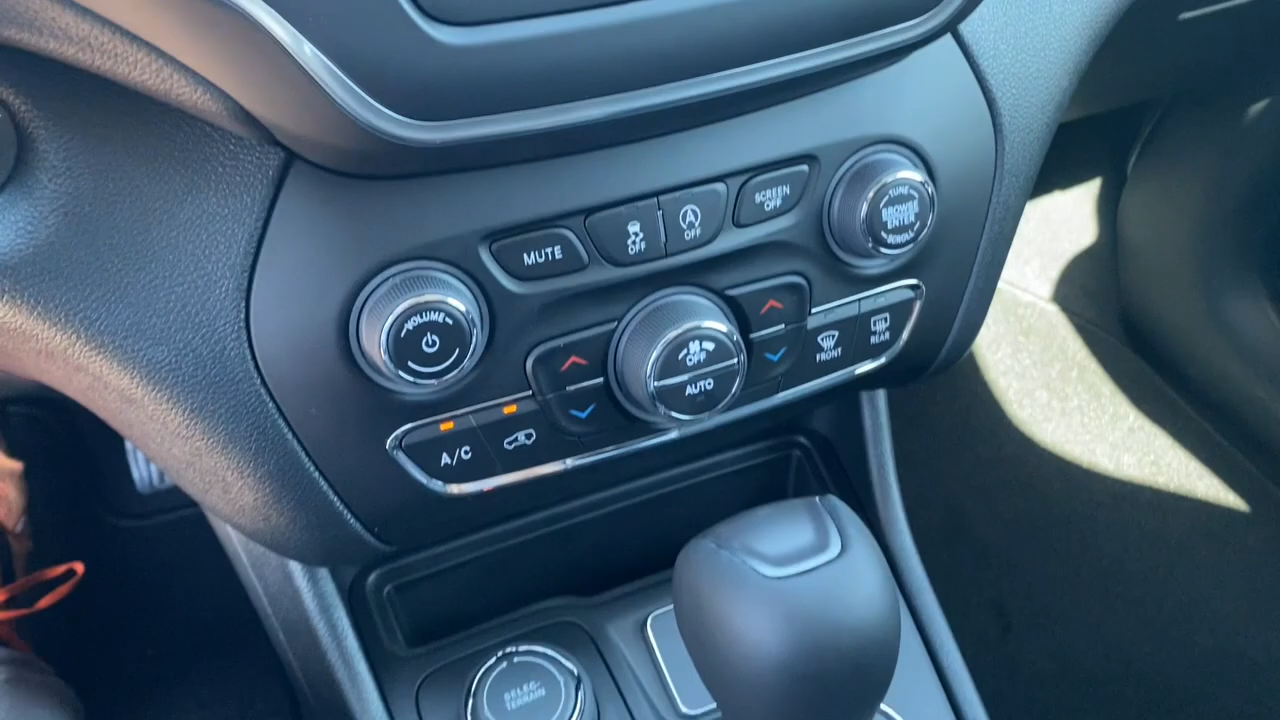 MUTE
OFF
A
OFF
SCREEN
OFF
TUNE
BROWSE
ENTER
SCROLL
VOLUME
OFF
AUTO
FRONT
REAR
A/C
SELEC-
TERRAIN